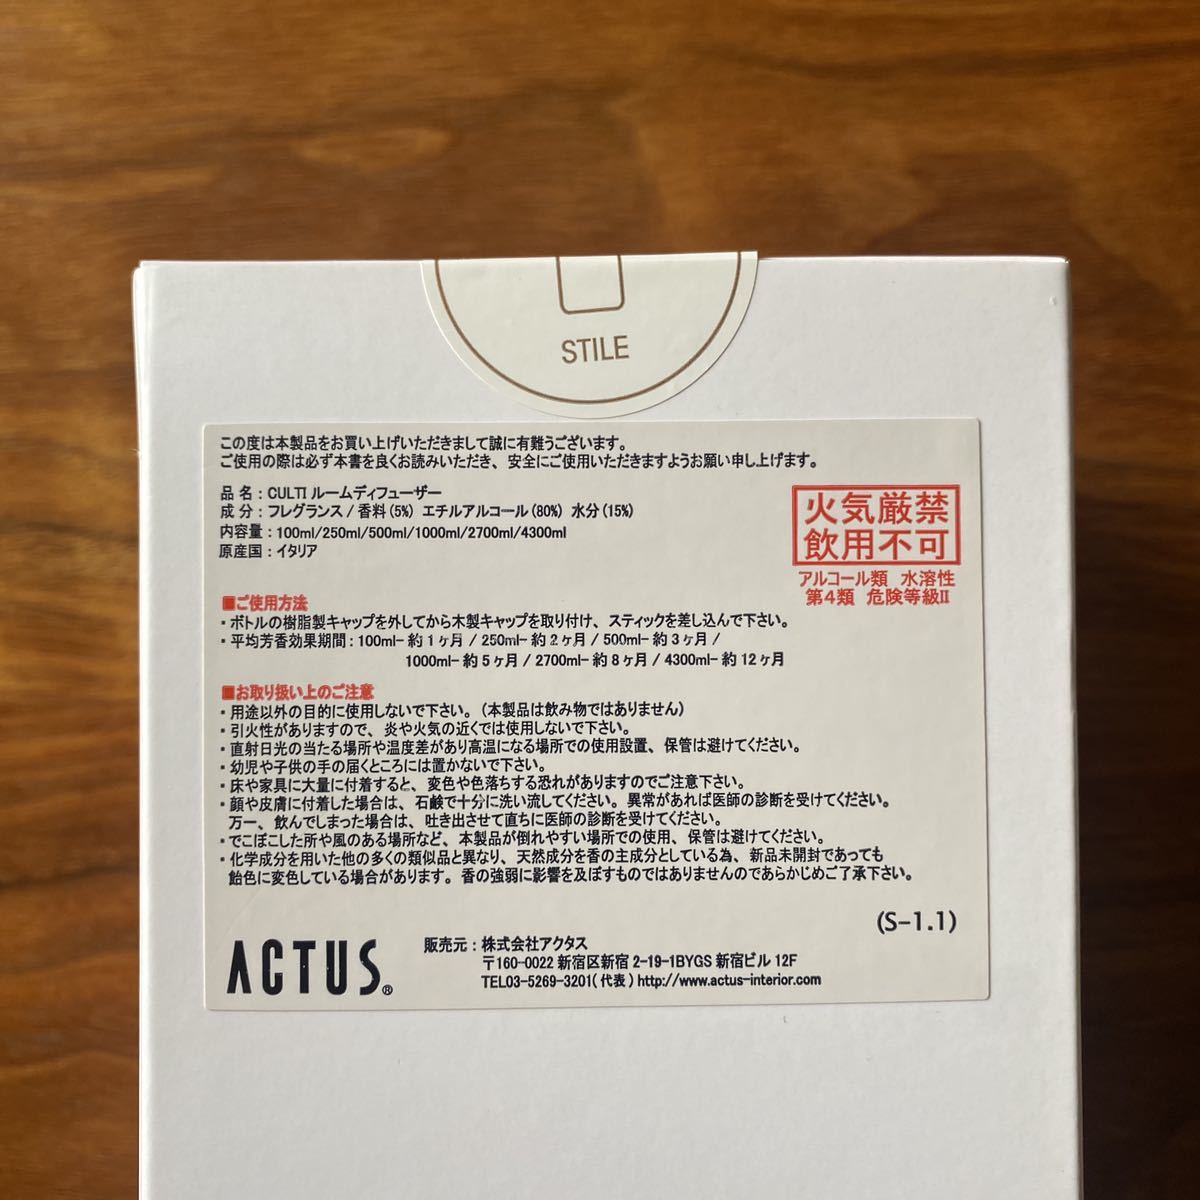 STILE
この度は本製品をお買い上げいただきまして誠に有難うございます。
ご使用の際は必ず本書を良くお読みいただき、安全にご使用いただきますようお願い申し上げます。
品 名 : CULTI ルームディフューザー
成 分 : フレグランス / 香料 (5%) エチルアルコール (80%) 水分 (15%)
内容量 : 100ml/250ml/500ml/1000ml/2700ml/4300ml
原産国 : イタリア
火気厳禁
飲用不可
アルコール類 水溶性
第4類 危険等級II
■ご使用方法
・ボトルの樹脂製キャップを外してから木製キャップを取り付け、スティックを差し込んで下さい。
・平均芳香効果期間 : 100ml- 約 1 ヶ月 / 250ml- 約 2 ヶ月 / 500ml- 約 3 ヶ月 /
1000ml- 約 5 ヶ月 / 2700ml- 約 8 ヶ月 / 4300ml- 約 12 ヶ月
■お取り扱い上のご注意
・用途以外の目的に使用しないで下さい。(本製品は飲み物ではありません)
・引火性がありますので、炎や火気の近くでは使用しないで下さい。
・直射日光の当たる場所や温度差があり高温になる場所での使用設置、保管は避けてください。
・幼児や子供の手の届くところには置かないで下さい。
・床や家具に大量に付着すると、変色や色落ちする恐れがありますのでご注意下さい。
・顔や皮膚に付着した場合は、石鹸で十分に洗い流してください。異常があれば医師の診断を受けてください。
万一、飲んでしまった場合は、吐き出させて直ちに医師の診断を受けてください。
・でこぼこした所や風のある場所など、本製品が倒れやすい場所での使用、保管は避けてください。
・化学成分を用いた他の多くの類似品と異なり、天然成分を香の主成分としている為、新品未開封であっても
飴色に変色している場合があります。香の強弱に影響を及ぼすものではありませんのであらかじめご了承下さい。
(S-1.1)
ACTUS®
販売元 : 株式会社アクタス
〒160-0022 新宿区新宿 2-19-1BYGS 新宿ビル 12F
TEL03-5269-3201( 代表 ) http://www.actus-interior.com